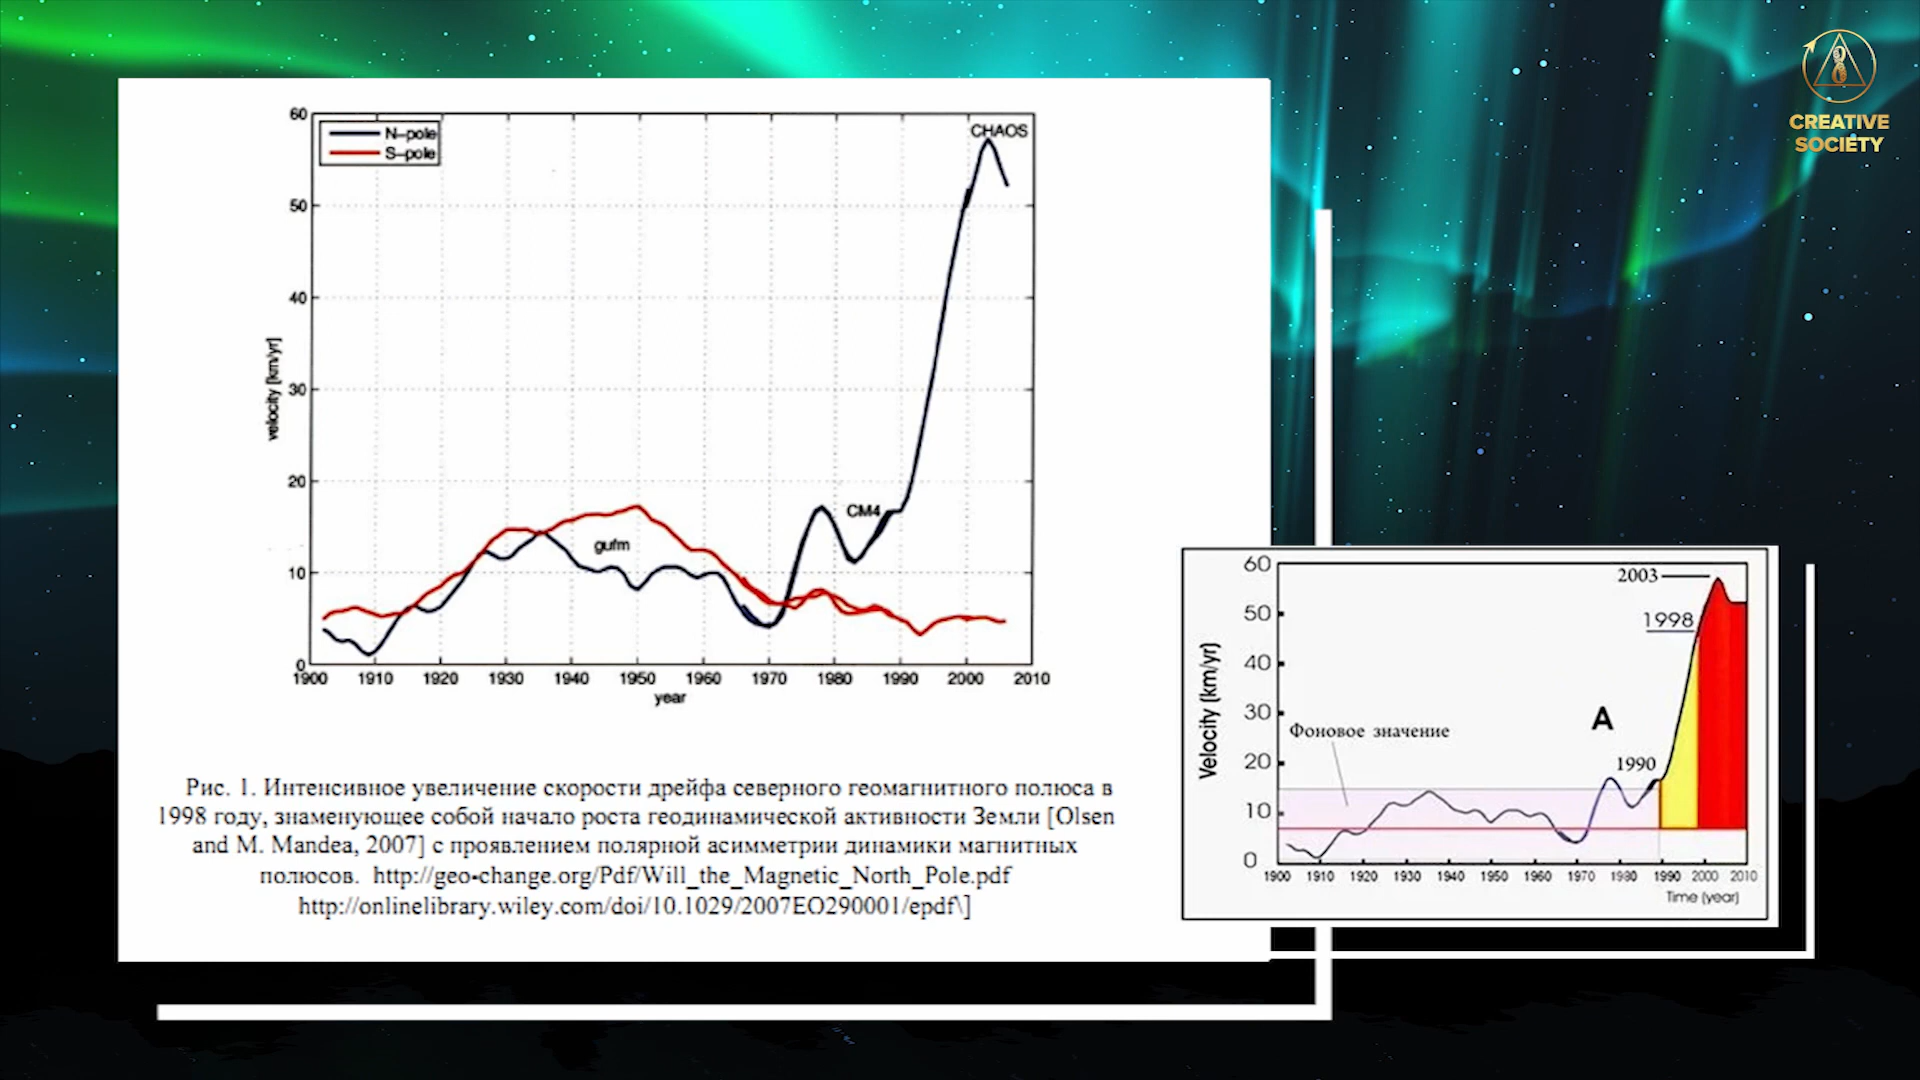 CREATIVE
SOCIETY
N-pole
S-pole
CHAOS
60
50
40
30
20
10
0
velocity [km/yr]
gufm
CM4
1900 1910 1920 1930 1940 1950 1960 1970 1980 1990 2000 2010
year
Рис. 1. Интенсивное увеличение скорости дрейфа северного геомагнитного полюса в
1998 году, знаменующее собой начало роста геодинамической активности Земли [Olsen
and M. Mandea, 2007] с проявлением полярной асимметрии динамики магнитных
полюсов. http://geo-change.org/Pdf/Will_the_Magnetic_North_Pole.pdf
http://onlinelibrary.wiley.com/doi/10.1029/2007EO290001/epdf\]
60
50
40
30
20
10
0
Velocity (km/yr)
2003
1998
A
Фоновое значение
1990
1900 1910 1920 1930 1940 1950 1960 1970 1980 1990 2000 2010
Time (year)